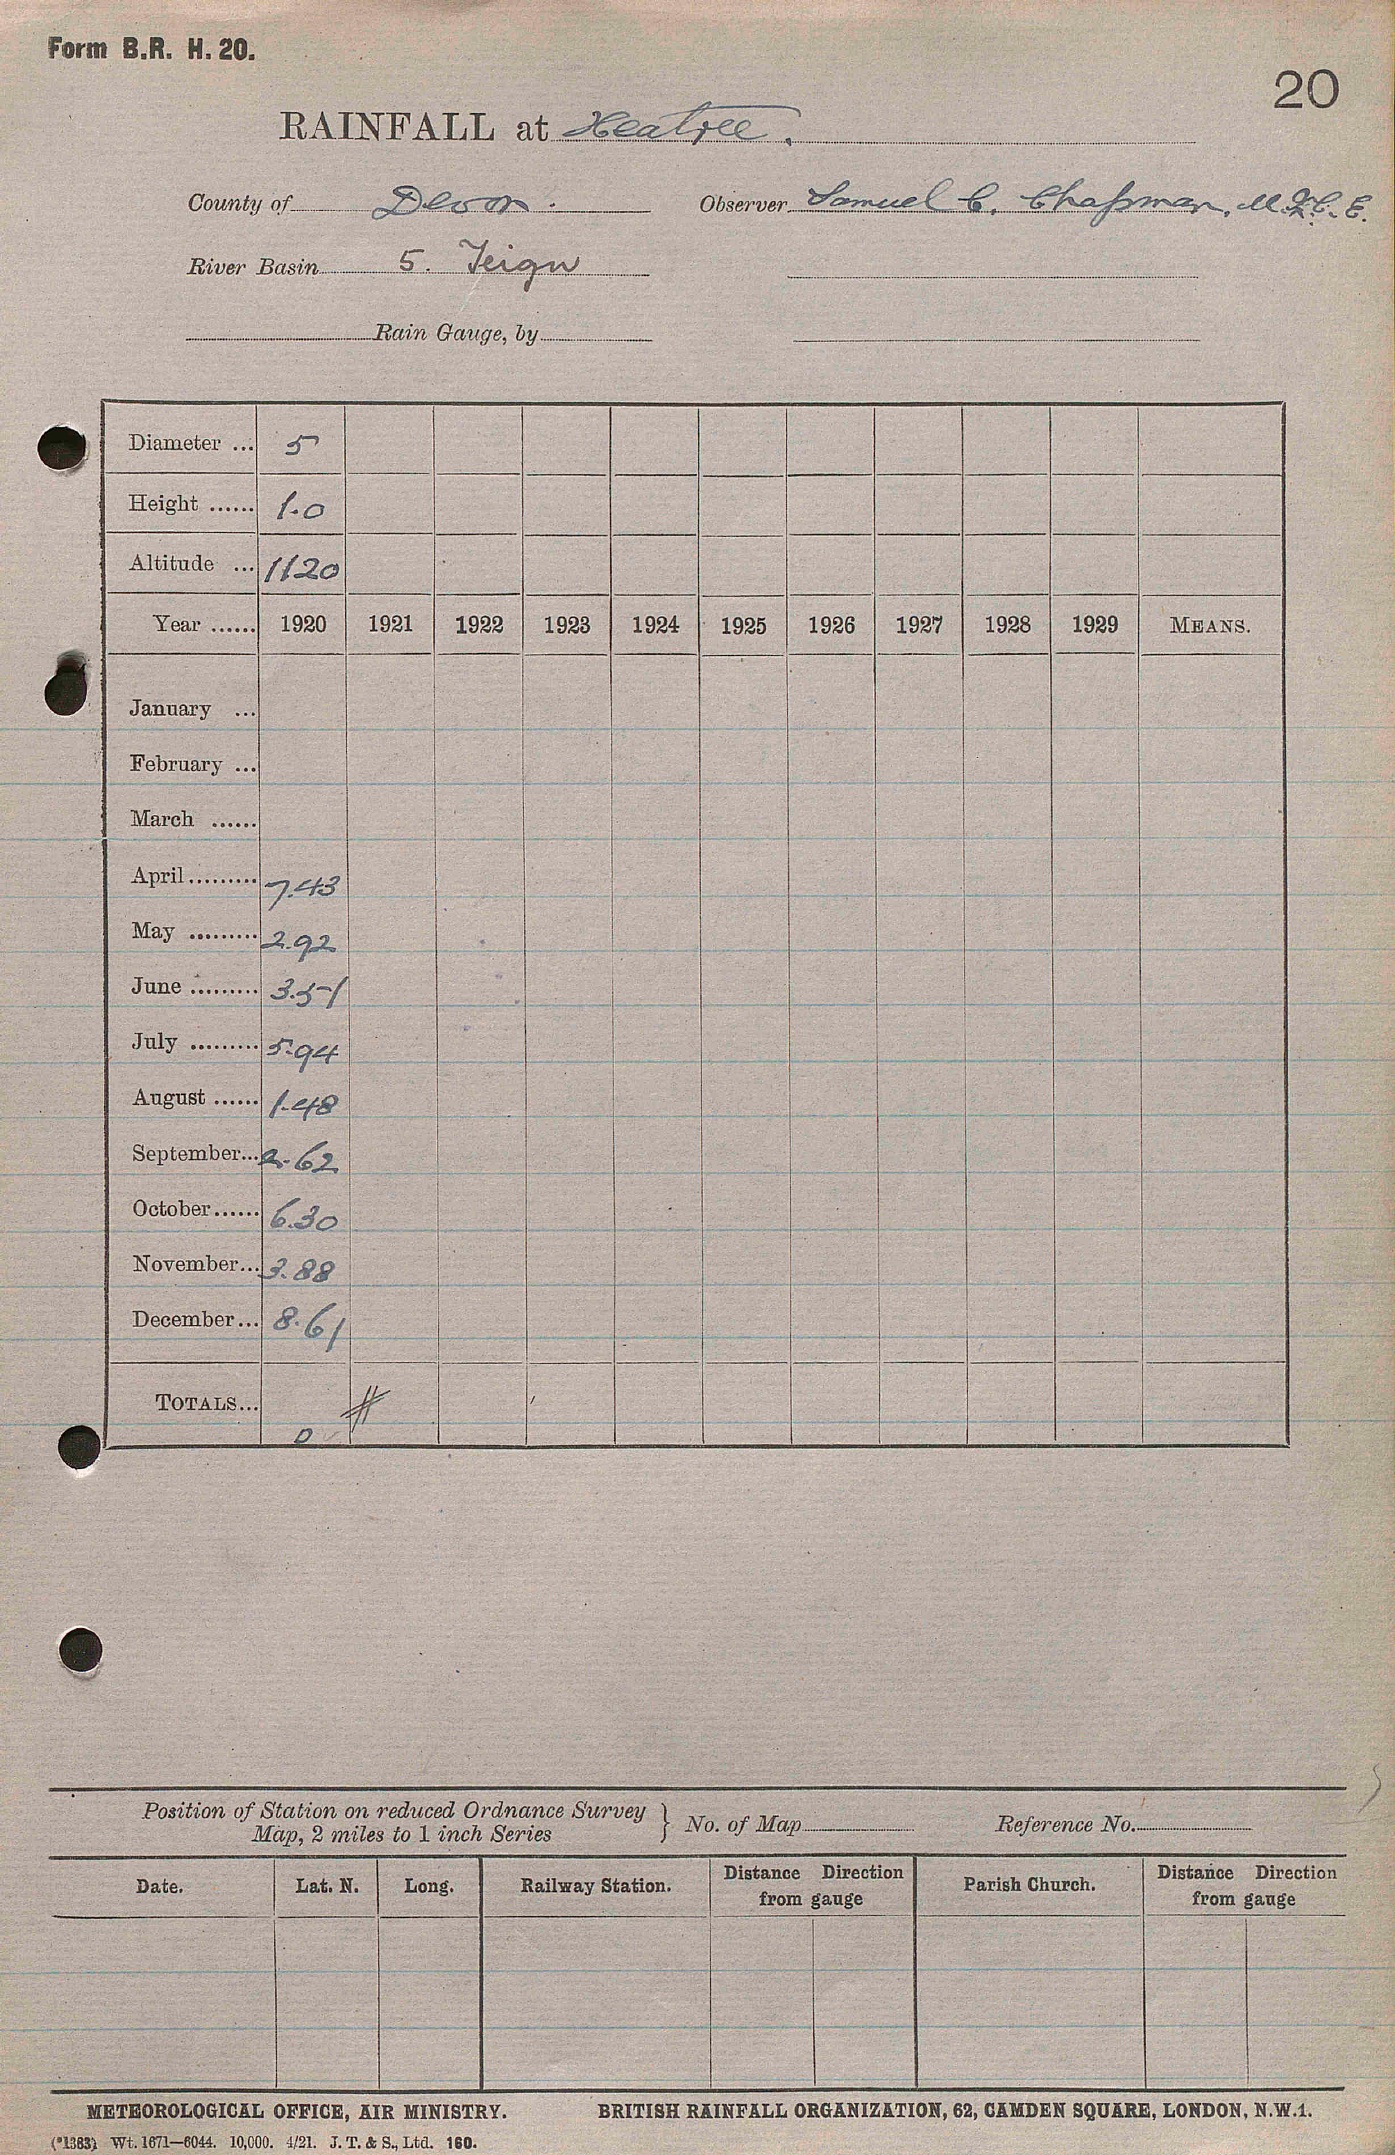 Form B.R. H. 20.
20
RAINFALL at Heatree.
County of Devon. Observer Samuel C. Chapman, M.I.C.E.
River Basin 5. Teign
Rain Gauge, by
Diameter ... 5
Height ...... 1.0
Altitude ... 1120
Year ...... 1920 1921 1922 1923 1924 1925 1926 1927 1928 1929 MEANS.
January ...
February ...
March ......
April ......... 7.43
May ......... 2.92
June ......... 3.51
July ......... 5.94
August ...... 1.48
September... 2.62
October...... 6.30
November... 3.88
December... 8.61
TOTALS...
D
Position of Station on reduced Ordnance Survey
Map, 2 miles to 1 inch Series } No. of Map Reference No.
Date. Lat. N. Long. Railway Station. Distance Direction from gauge Parish Church. Distance Direction from gauge
METEOROLOGICAL OFFICE, AIR MINISTRY. BRITISH RAINFALL ORGANIZATION, 62, CAMDEN SQUARE, LONDON, N.W.1.
(*1383) Wt. 1671—6044. 10,000. 4/21. J. T. & S., Ltd. 160.